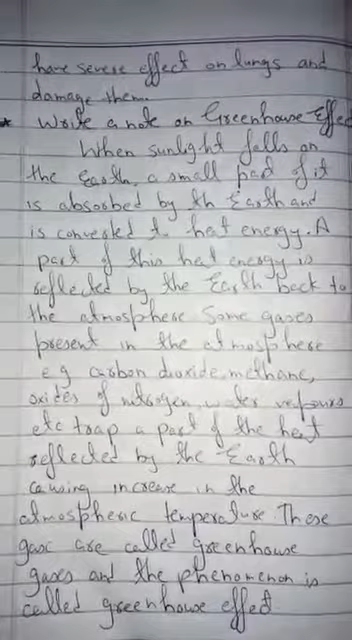 have severe effect on lungs and
damage them.
* Write a note on Greenhouse Effect
When sunlight falls on
the Earth, a small part of it
is absorbed by th Earth and
is converted to heat energy. A
part of this heat energy is
reflected by the Earth back to
the atmosphere Some gases
present in the atmosphere
e.g carbon dioxide, methane,
oxides of nitrogen, water vapours
etc trap a part of the heat
reflected by the Earth
causing increase in the
atmospheric temperature These
gase are called greenhouse
gases and the phenomenon is
called greenhouse effect.